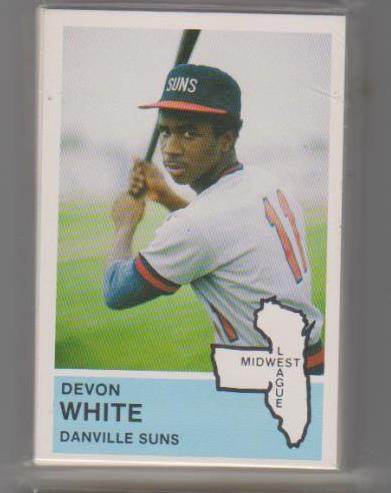 SUNS
11
MIDWEST
LEAGUE
DEVON
WHITE
DANVILLE SUNS